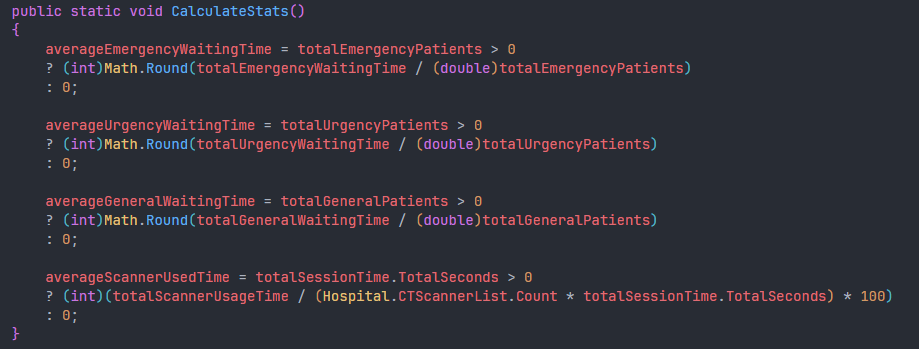 public static void CalculateStats()
{
    averageEmergencyWaitingTime = totalEmergencyPatients > 0
    ? (int)Math.Round(totalEmergencyWaitingTime / (double)totalEmergencyPatients)
    : 0;

    averageUrgencyWaitingTime = totalUrgencyPatients > 0
    ? (int)Math.Round(totalUrgencyWaitingTime / (double)totalUrgencyPatients)
    : 0;

    averageGeneralWaitingTime = totalGeneralPatients > 0
    ? (int)Math.Round(totalGeneralWaitingTime / (double)totalGeneralPatients)
    : 0;

    averageScannerUsedTime = totalSessionTime.TotalSeconds > 0
    ? (int)(totalScannerUsageTime / (Hospital.CTScannerList.Count * totalSessionTime.TotalSeconds) * 100)
    : 0;
}